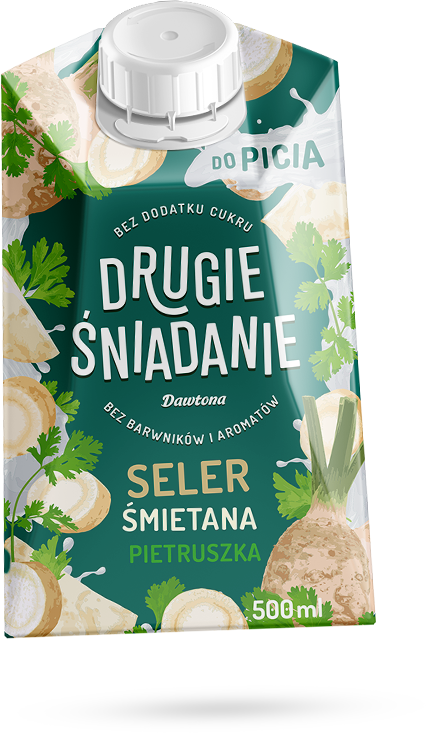 DO PICIA
BEZ DODATKU CUKRU
DRUGIE
ŚNIADANIE
Dawtona
BEZ BARWNIKÓW I AROMATÓW
SELER
ŚMIETANA
PIETRUSZKA
500 ml